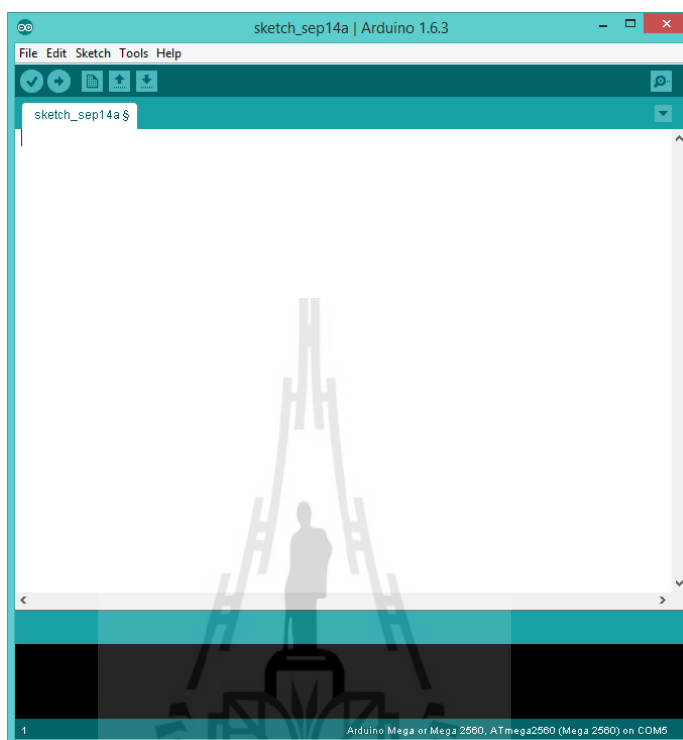 sketch_sep14a | Arduino 1.6.3
File Edit Sketch Tools Help
sketch_sep14a §
1 Arduino Mega or Mega 2560, ATmega2560 (Mega 2560) on COM5